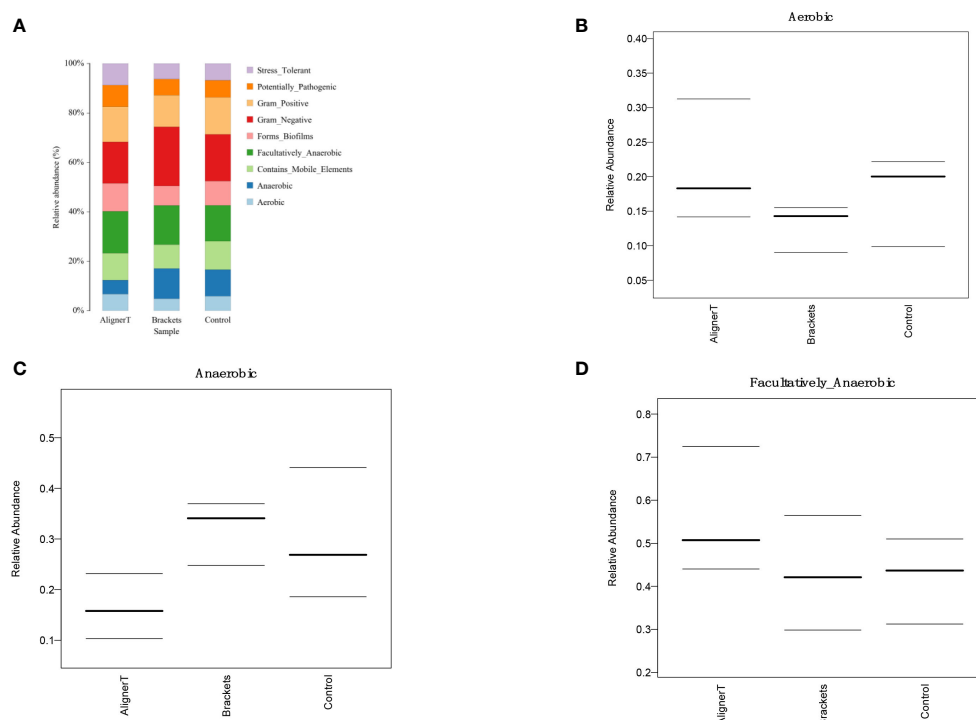 A
100%
80%
60%
40%
20%
0%
Relative abundance (%)
AlignerT
Brackets
Control
Sample
Stress_Tolerant
Potentially_Pathogenic
Gram_Positive
Gram_Negative
Forms_Biofilms
Facultatively_Anaerobic
Contains_Mobile_Elements
Anaerobic
Aerobic
B
Aerobic
0.40
0.35
0.30
0.25
0.20
0.15
0.10
0.05
Relative Abundance
AlignerT
Brackets
Control
C
Anaerobic
0.5
0.4
0.3
0.2
0.1
Relative Abundance
AlignerT
Brackets
Control
D
Facultatively_Anaerobic
0.8
0.7
0.6
0.5
0.4
0.3
0.2
Relative Abundance
AlignerT
Brackets
Control